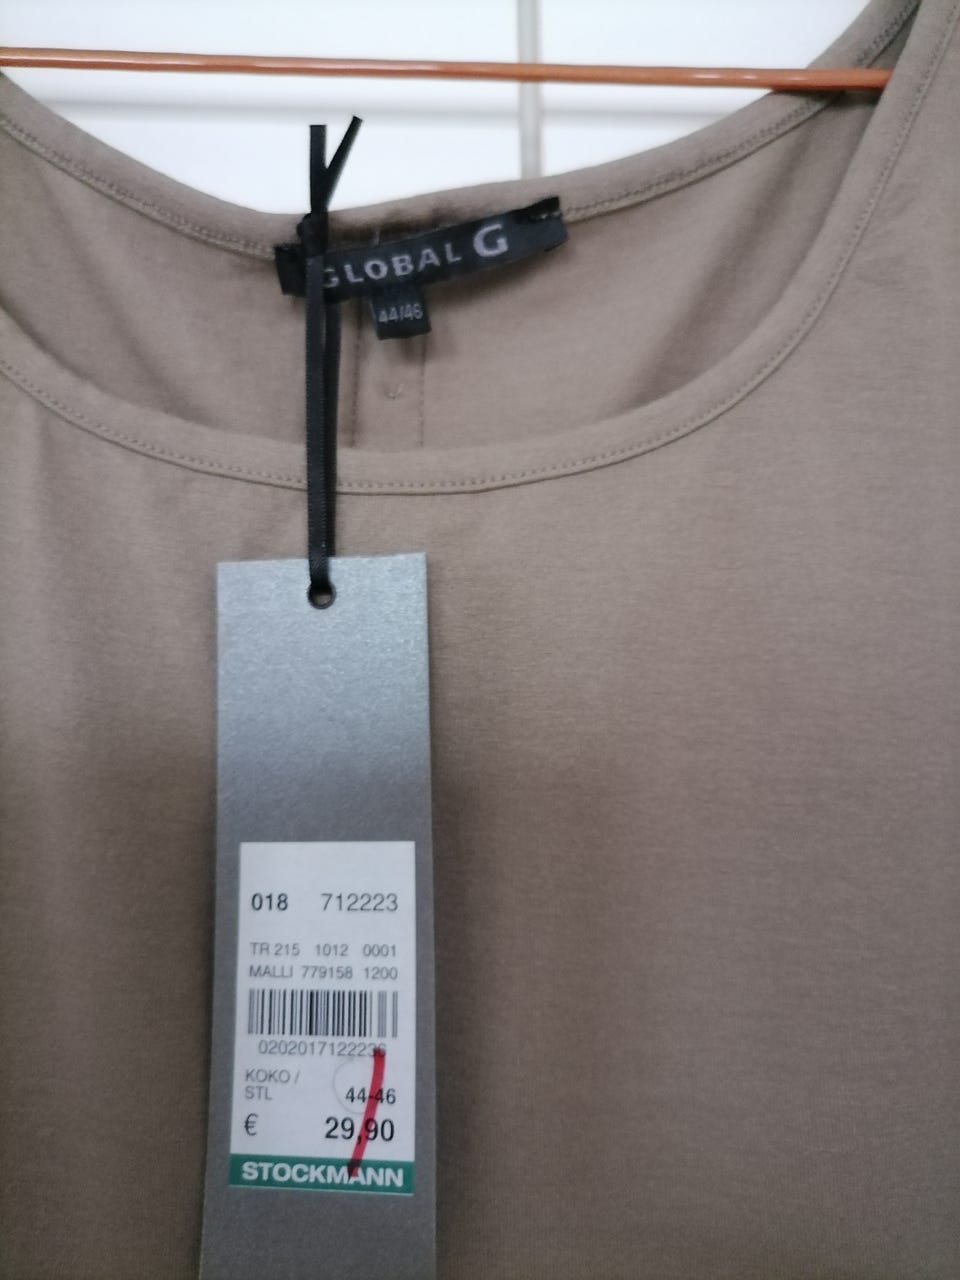 GLOBAL G
44/46
018 712223
TR 215 1012 0001
MALLI 779158 1200
0202017122236
KOKO /
STL 44-46
€ 29,90
STOCKMANN